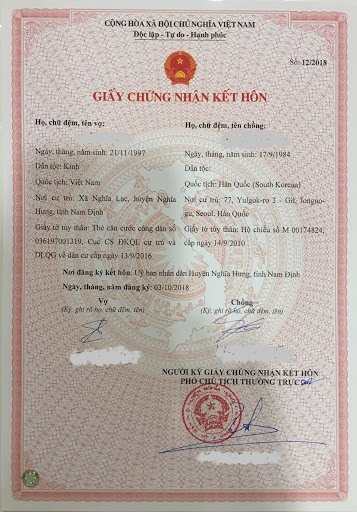 CỘNG HÒA XÃ HỘI CHỦ NGHĨA VIỆT NAM
Độc lập - Tự do - Hạnh phúc
Số: 12/2018
GIẤY CHỨNG NHẬN KẾT HÔN
Họ, chữ đệm, tên vợ:
Họ, chữ đệm, tên chồng:
Ngày, tháng, năm sinh: 21/11/1997
Ngày, tháng, năm sinh: 17/9/1984
Dân tộc: Kinh
Dân tộc:
Quốc tịch: Việt Nam
Quốc tịch: Hàn Quốc (South Korean)
Nơi cư trú: Xã Nghĩa Lạc, huyện Nghĩa
Hưng, tỉnh Nam Định
Nơi cư trú: 77, Yulgok-ro 3 - Gil, Jongno-
gu, Seoul, Hàn Quốc
Giấy tờ tùy thân: Thẻ căn cước công dân số
036197001319, Cục CS ĐKQL cư trú và
DLQG về dân cư cấp ngày 13/9/2016
Giấy tờ tùy thân: Hộ chiếu số M 00174824,
cấp ngày 14/9/2010
Nơi đăng ký kết hôn: Uỷ ban nhân dân Huyện Nghĩa Hưng, tỉnh Nam Định
Ngày, tháng, năm đăng ký: 03/10/2018
Vợ
(Ký, ghi rõ họ, chữ đệm, tên)
Chồng
(Ký, ghi rõ họ, chữ đệm, tên)
NGƯỜI KÝ GIẤY CHỨNG NHẬN KẾT HÔN
PHÓ CHỦ TỊCH THƯỜNG TRỰC